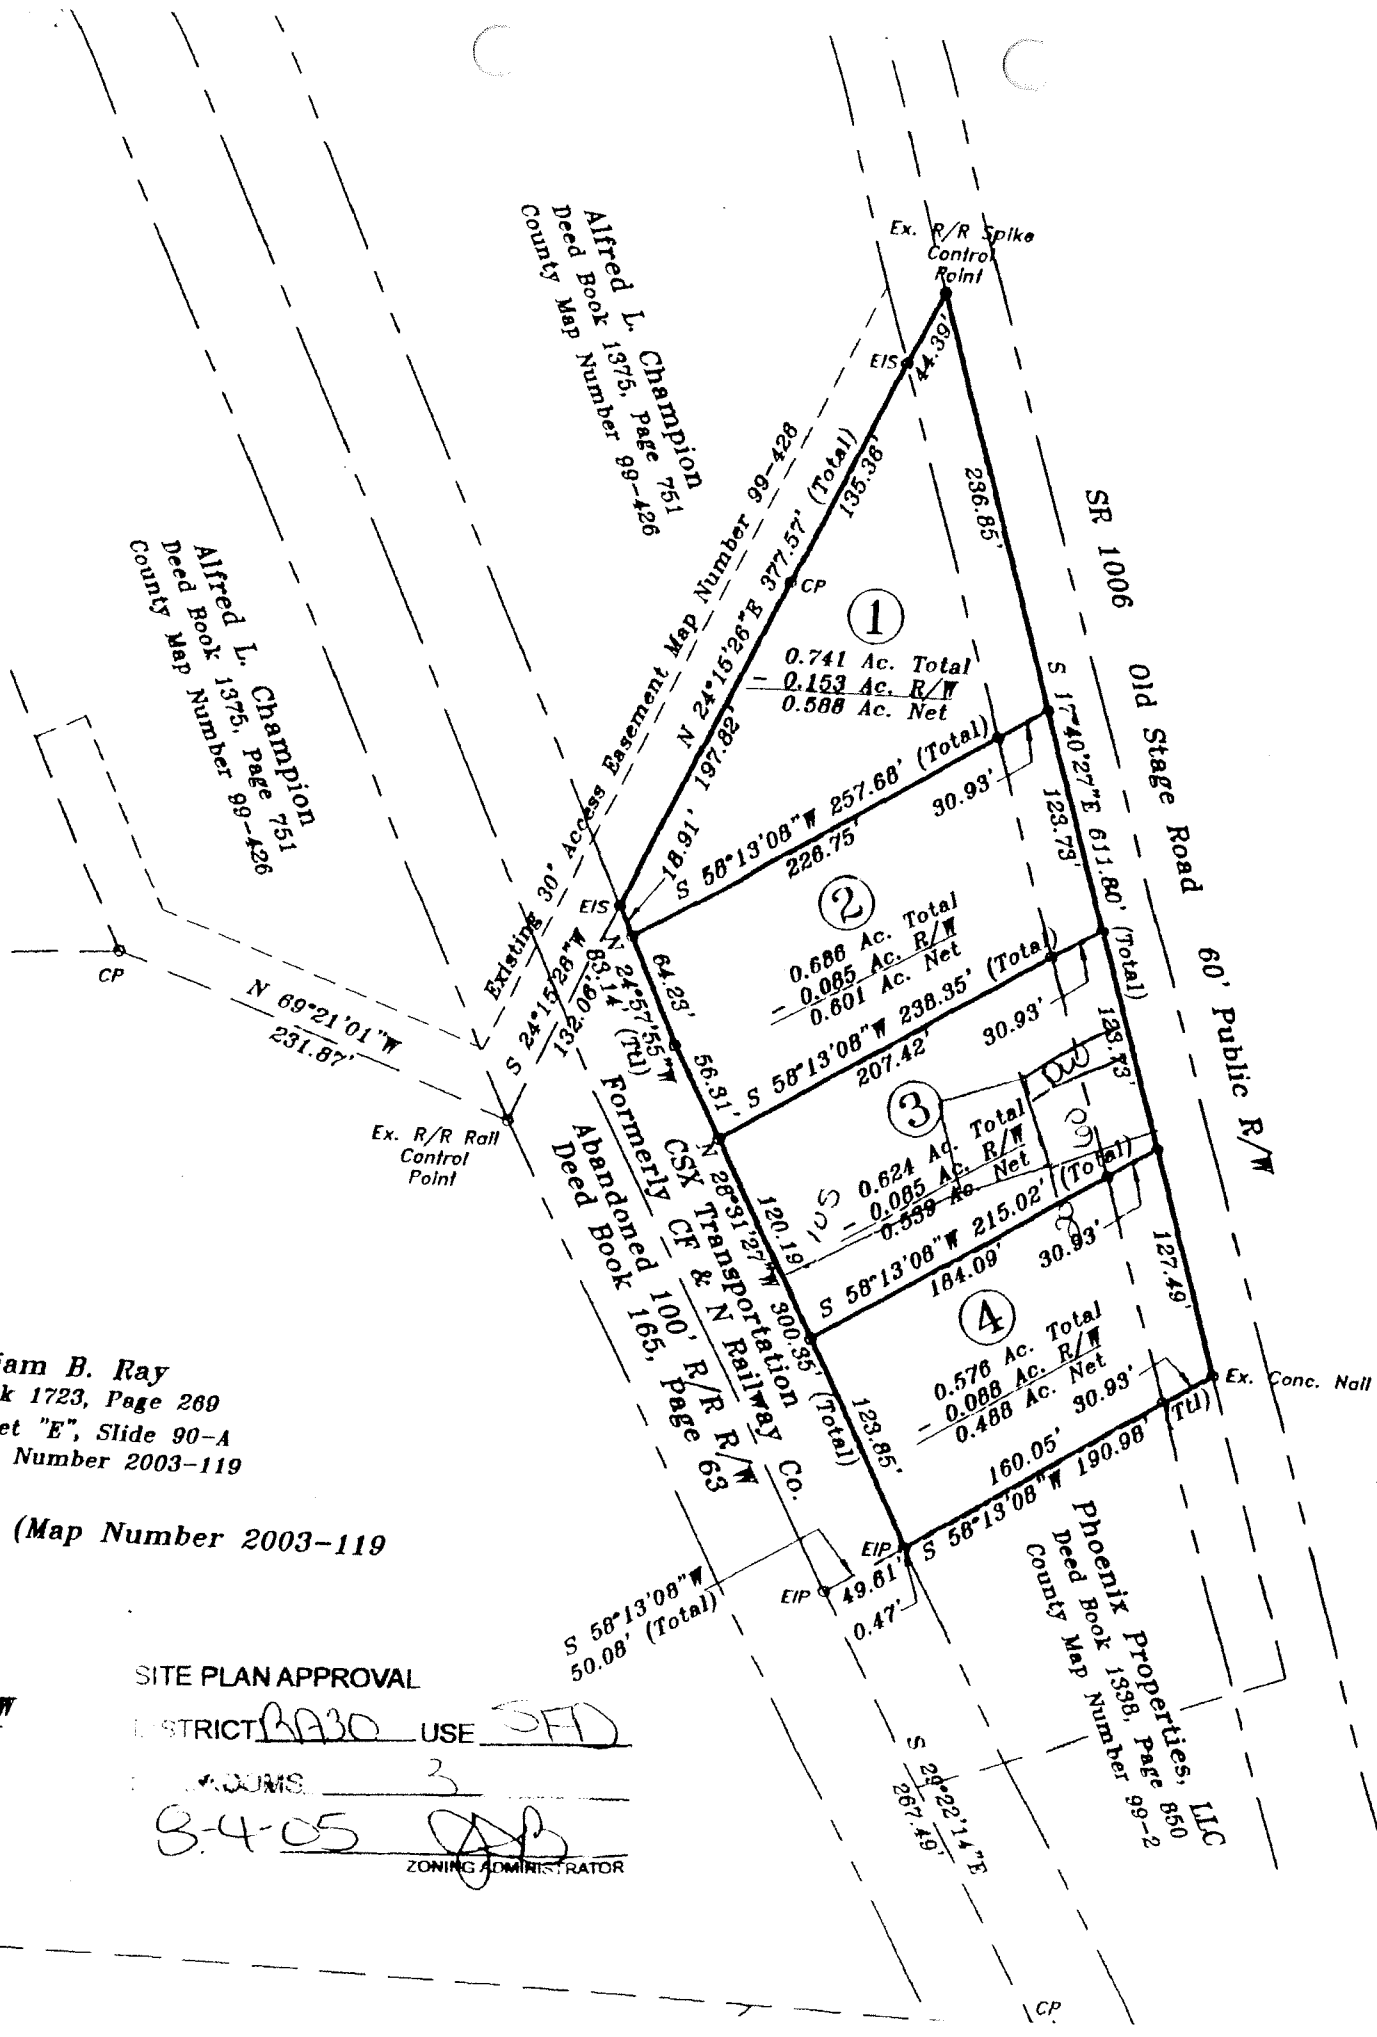 Alfred L. Champion
Deed Book 1375, Page 751
County Map Number 99-426
Ex. R/R Spike
Control
Point
EIS
44.39'
Existing 30' Access Easement Map Number 99-428
N 24°15'26"E 377.57' (Total)
135.36'
CP
197.82'
236.85'
SR 1006 Old Stage Road 60' Public R/W
1
0.741 Ac. Total
- 0.153 Ac. R/W
0.588 Ac. Net
S 17°40'27"E 611.80' (Total)
Alfred L. Champion
Deed Book 1375, Page 751
County Map Number 99-426
S 58°13'08"W 257.68' (Total)
226.75'
30.93'
123.73'
18.91'
EIS
2
0.686 Ac. Total
- 0.085 Ac. R/W
0.601 Ac. Net
N 24°57'55"W
83.14' (Ttl)
64.23'
S 24°15'28"W
132.06'
CP
N 69°21'01"W
231.87'
S 58°13'08"W 238.35' (Total)
207.42'
30.93'
123.73'
56.31'
Ex. R/R Rail
Control
Point
3
0.624 Ac. Total
- 0.085 Ac. R/W
0.539 Ac. Net
105
N 28°31'27"W 300.35' (Total)
120.19
CSX Transportation
Formerly CF & N Railway Co.
Abandoned 100' R/R R/W
Deed Book 165, Page 63
S 58°13'08"W 215.02' (Total)
184.09'
30.93'
127.49'
4
0.576 Ac. Total
- 0.088 Ac. R/W
0.488 Ac. Net
123.85'
30.93'
Ex. Conc. Nail
160.05'
S 58°13'08"W 190.98' (Ttl)
iam B. Ray
k 1723, Page 269
et "E", Slide 90-A
Number 2003-119
(Map Number 2003-119
EIP
EIP
49.61'
0.47'
S 58°13'08"W
50.08' (Total)
Phoenix Properties, LLC
Deed Book 1338, Page 850
County Map Number 99-2
S 29°22'14"E
267.49'
SITE PLAN APPROVAL
STRICT RA30 USE SFD
OOMS 3
8-4-05
ZONING ADMINISTRATOR
W
CP